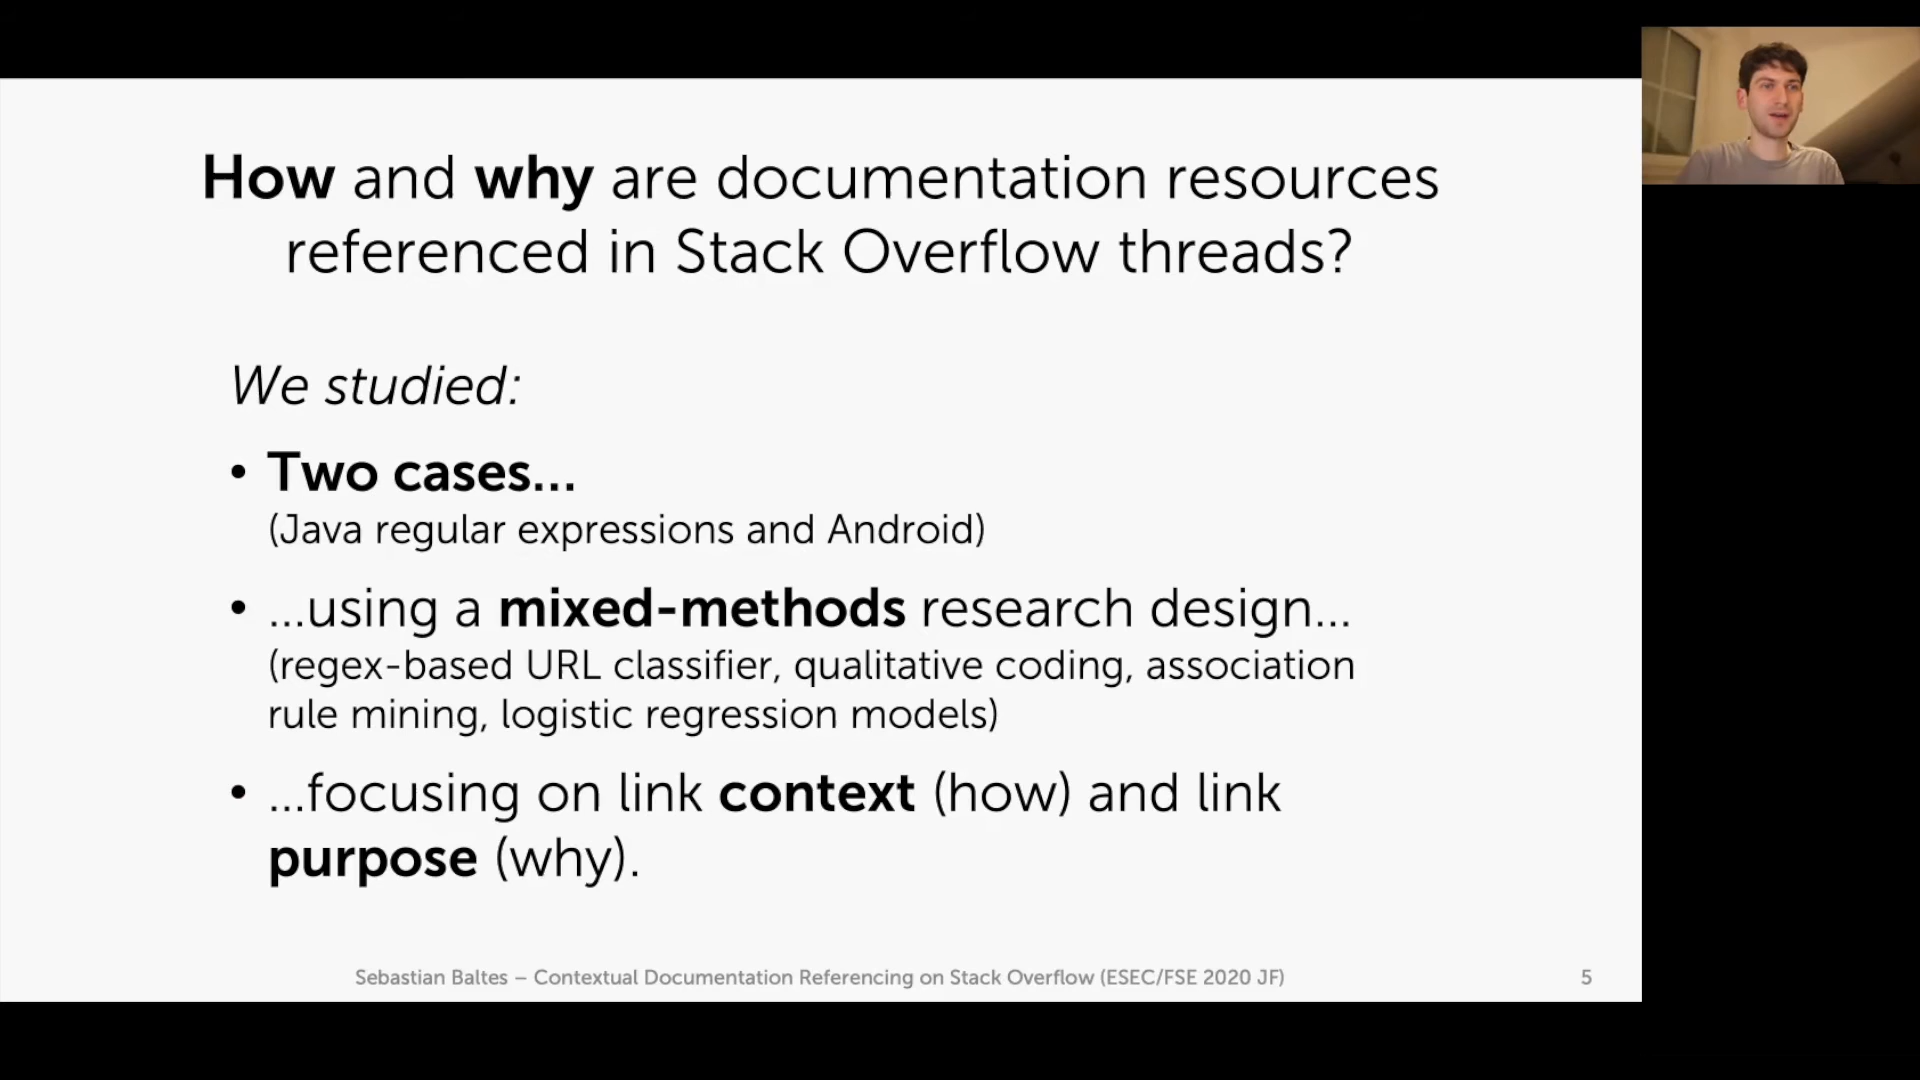 How and why are documentation resources
referenced in Stack Overflow threads?
We studied:
• Two cases...
(Java regular expressions and Android)
• ...using a mixed-methods research design...
(regex-based URL classifier, qualitative coding, association
rule mining, logistic regression models)
• ...focusing on link context (how) and link
purpose (why).
Sebastian Baltes – Contextual Documentation Referencing on Stack Overflow (ESEC/FSE 2020 JF) 5